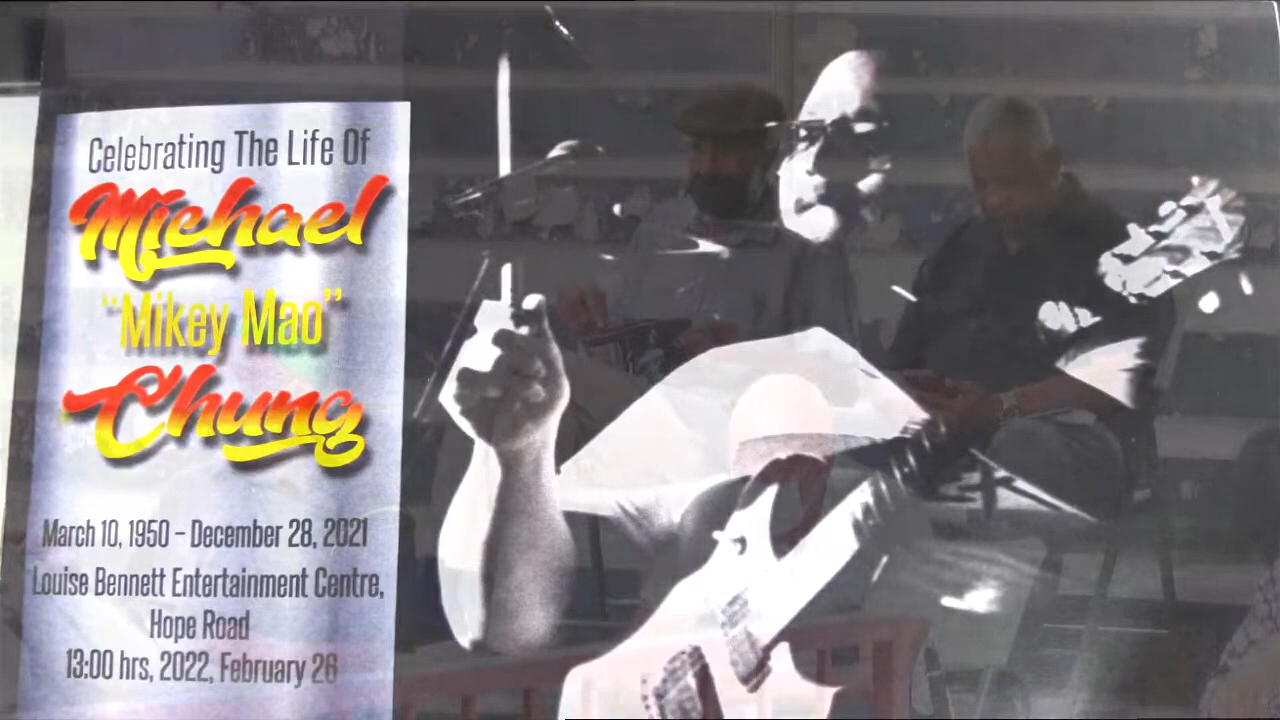 Celebrating The Life Of
Michael
"Mikey Mao"
Chung
March 10, 1950 – December 28, 2021
Louise Bennett Entertainment Centre,
Hope Road
13:00 hrs, 2022, February 26